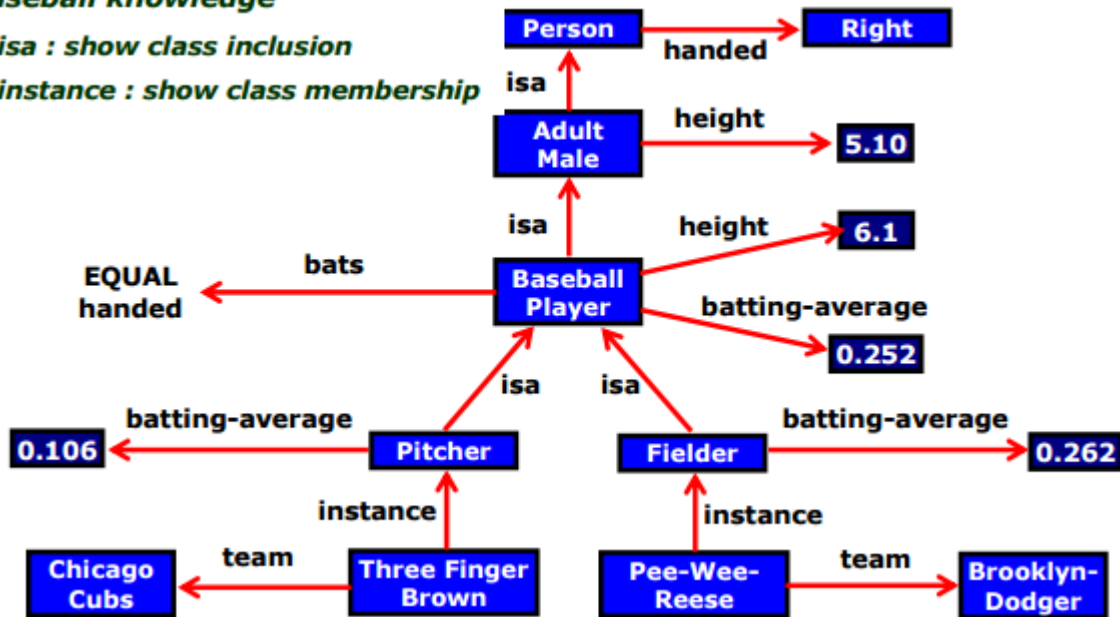 knowledge
isa : show class inclusion
instance : show class membership
Person
handed
Right
isa
Adult
Male
height
5.10
isa
height
6.1
bats
EQUAL
handed
Baseball
Player
batting-average
0.252
isa
isa
batting-average
batting-average
0.106
Pitcher
Fielder
0.262
instance
instance
team
team
Chicago
Cubs
Three Finger
Brown
Pee-Wee-
Reese
Brooklyn-
Dodger